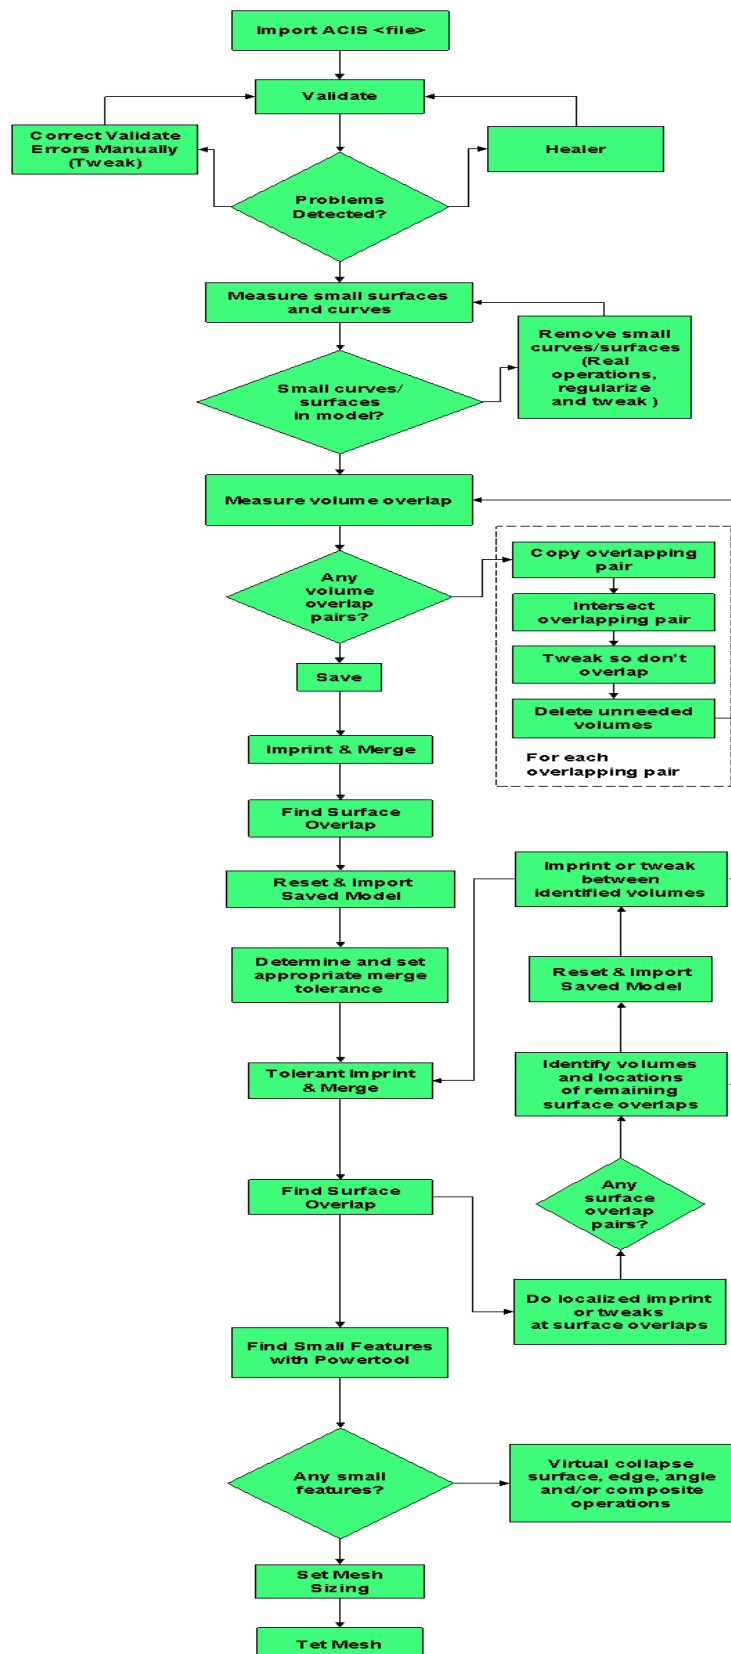 Import ACIS <file>
Validate
Correct Validate
Errors Manually
(Tweak)
Healer
Problems
Detected?
Measure small surfaces
and curves
Remove small
curves/surfaces
(Real
operations,
regularize
and tweak )
Small curves/
surfaces
in model?
Measure volume overlap
Any
volume
overlap
pairs?
Copy overlapping
pair
Intersect
overlapping pair
Tweak so don't
overlap
Delete unneeded
volumes
For each
overlapping pair
Save
Imprint & Merge
Find Surface
Overlap
Reset & Import
Saved Model
Determine and set
appropriate merge
tolerance
Tolerant Imprint
& Merge
Imprint or tweak
between
identified volumes
Reset & Import
Saved Model
Identify volumes
and locations
of remaining
surface overlaps
Any
surface
overlap
pairs?
Find Surface
Overlap
Do localized imprint
or tweaks
at surface overlaps
Find Small Features
with Powertool
Any small
features?
Virtual collapse
surface, edge, angle
and/or composite
operations
Set Mesh
Sizing
Tet Mesh